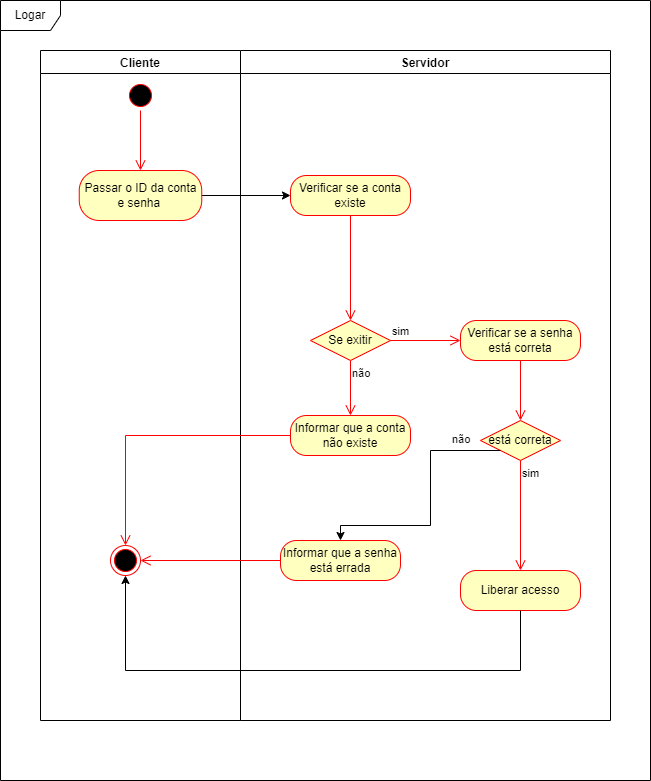 Logar
Cliente
Servidor
Passar o ID da conta
e senha
Verificar se a conta
existe
Se exitir
sim
Verificar se a senha
está correta
não
Informar que a conta
não existe
não
está correta
sim
Informar que a senha
está errada
Liberar acesso